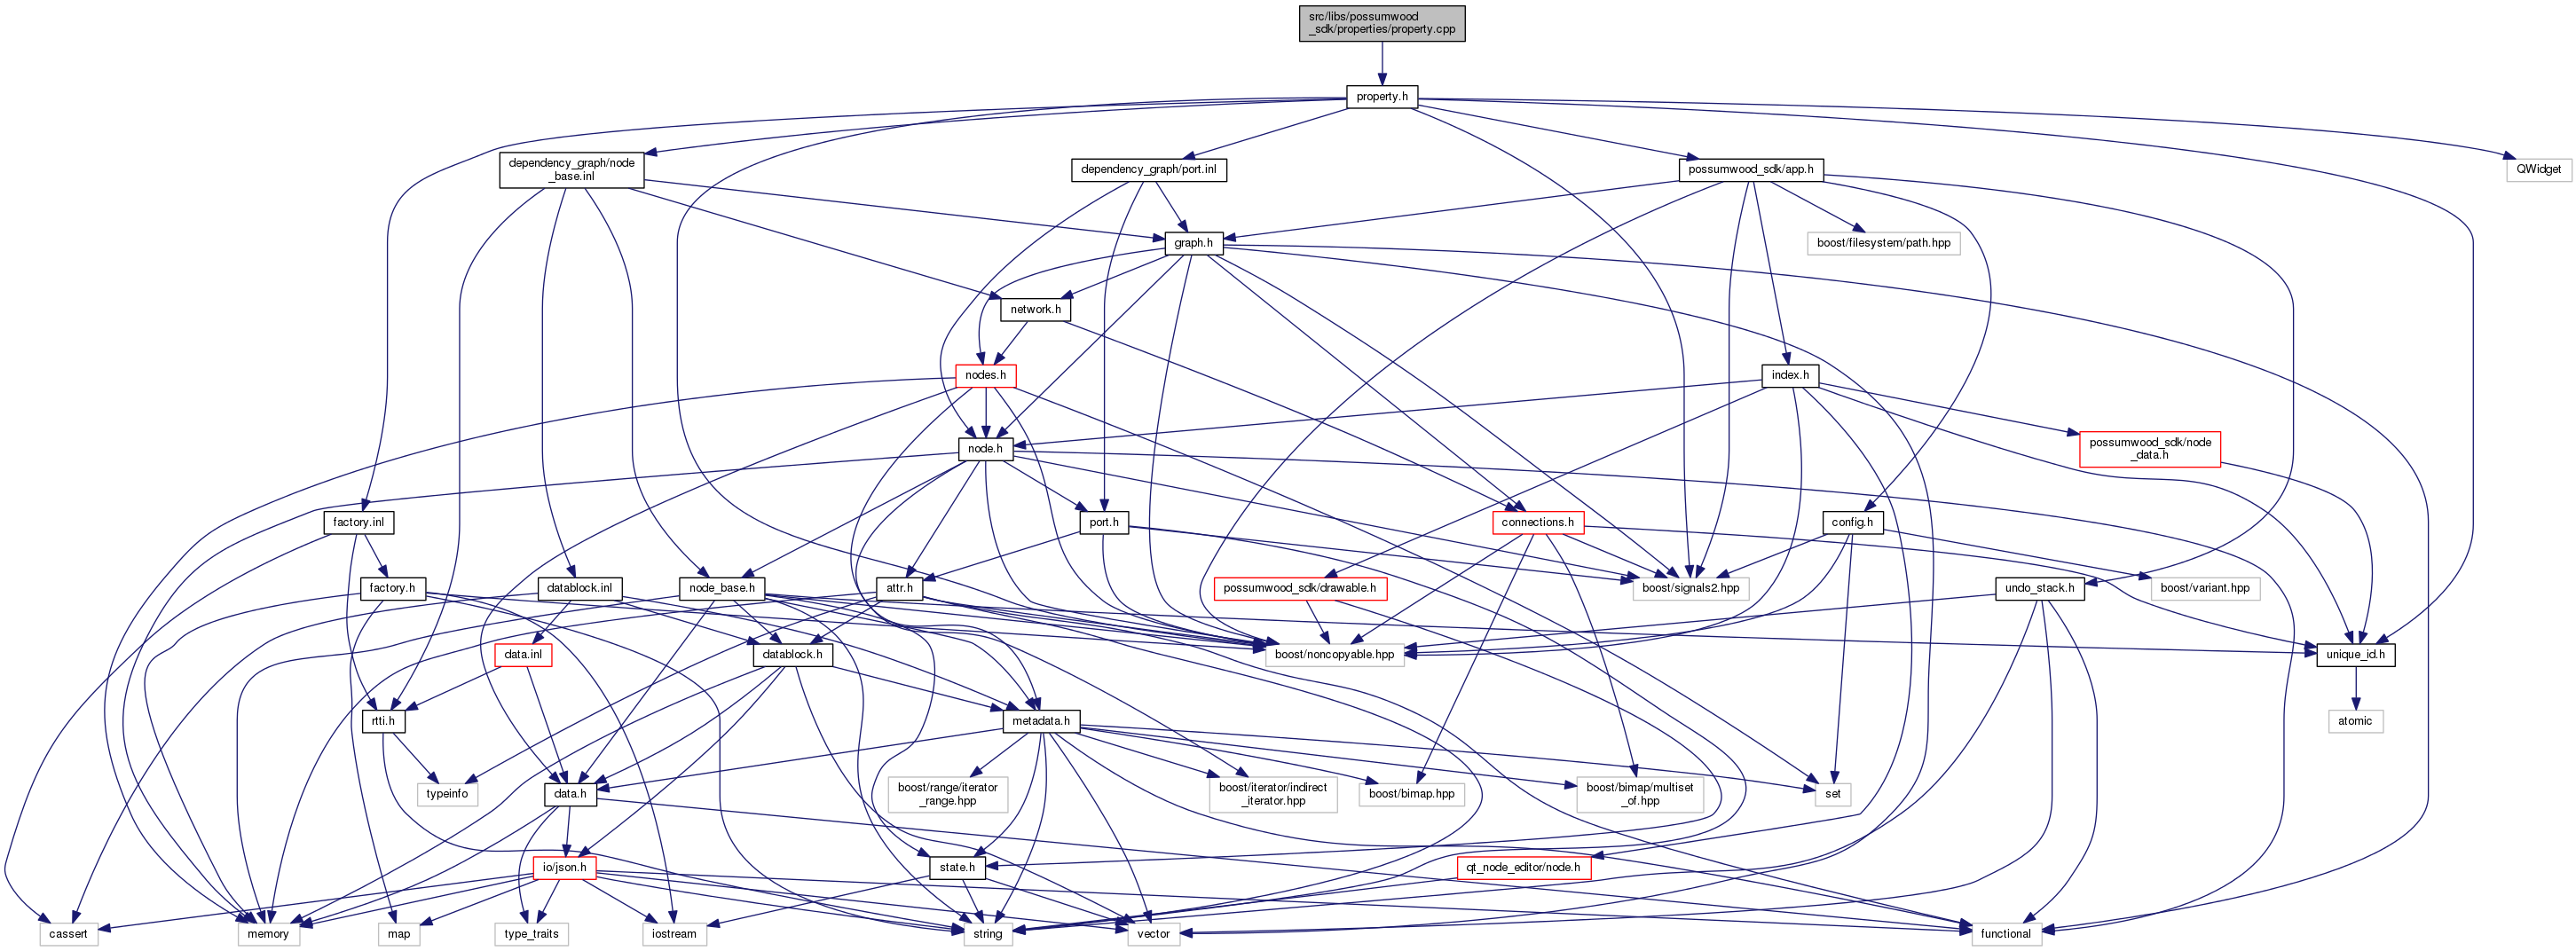 src/libs/possumwood
_sdk/properties/property.cpp
property.h
dependency_graph/node
_base.inl
dependency_graph/port.inl
possumwood_sdk/app.h
QWidget
graph.h
boost/filesystem/path.hpp
network.h
nodes.h
index.h
node.h
possumwood_sdk/node
_data.h
factory.inl
port.h
connections.h
config.h
factory.h
datablock.inl
node_base.h
attr.h
possumwood_sdk/drawable.h
boost/signals2.hpp
undo_stack.h
boost/variant.hpp
data.inl
datablock.h
boost/noncopyable.hpp
unique_id.h
rtti.h
metadata.h
atomic
typeinfo
data.h
boost/range/iterator
_range.hpp
boost/iterator/indirect
_iterator.hpp
boost/bimap.hpp
boost/bimap/multiset
_of.hpp
set
io/json.h
state.h
qt_node_editor/node.h
cassert
memory
map
type_traits
iostream
string
vector
functional